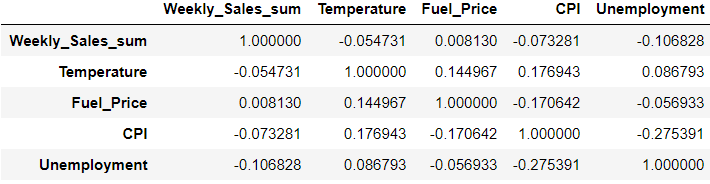 Weekly_Sales_sum Temperature Fuel_Price CPI Unemployment
Weekly_Sales_sum 1.000000 -0.054731 0.008130 -0.073281 -0.106828
Temperature -0.054731 1.000000 0.144967 0.176943 0.086793
Fuel_Price 0.008130 0.144967 1.000000 -0.170642 -0.056933
CPI -0.073281 0.176943 -0.170642 1.000000 -0.275391
Unemployment -0.106828 0.086793 -0.056933 -0.275391 1.000000